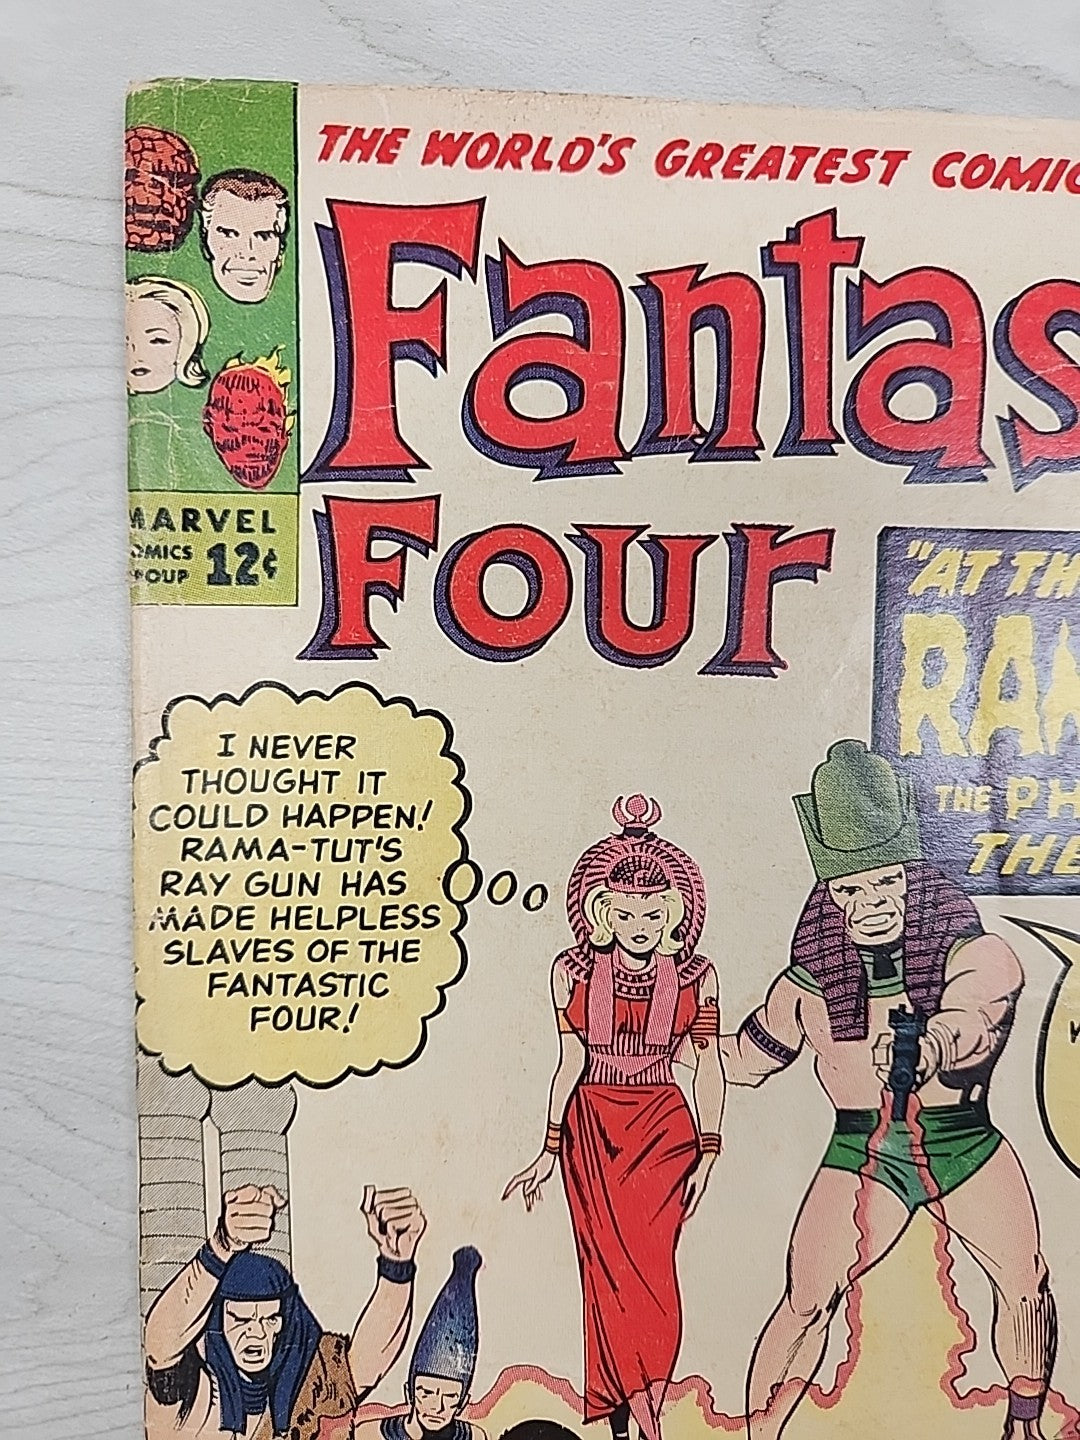 THE WORLD'S GREATEST COMIC
Fantas
Four
MARVEL
COMICS
GROUP 12¢
"AT TH
RAM
THE PH
THE
I NEVER
THOUGHT IT
COULD HAPPEN!
RAMA-TUT'S
RAY GUN HAS
MADE HELPLESS
SLAVES OF THE
FANTASTIC
FOUR!